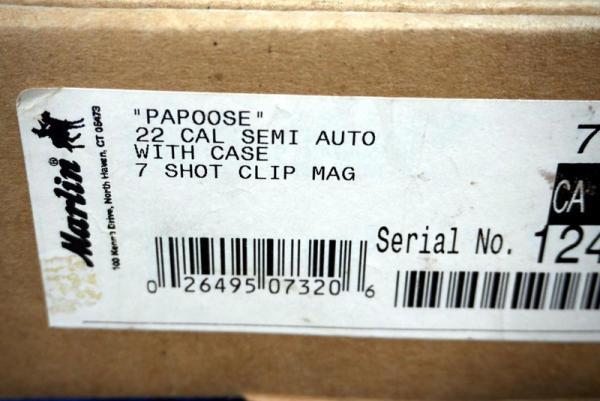 "PAPOOSE"
22 CAL SEMI AUTO
WITH CASE
7 SHOT CLIP MAG
Marlin®
100 Kenna Drive, North Haven, CT 06473
7
CA
Serial No. 124
0 26495 07320 6